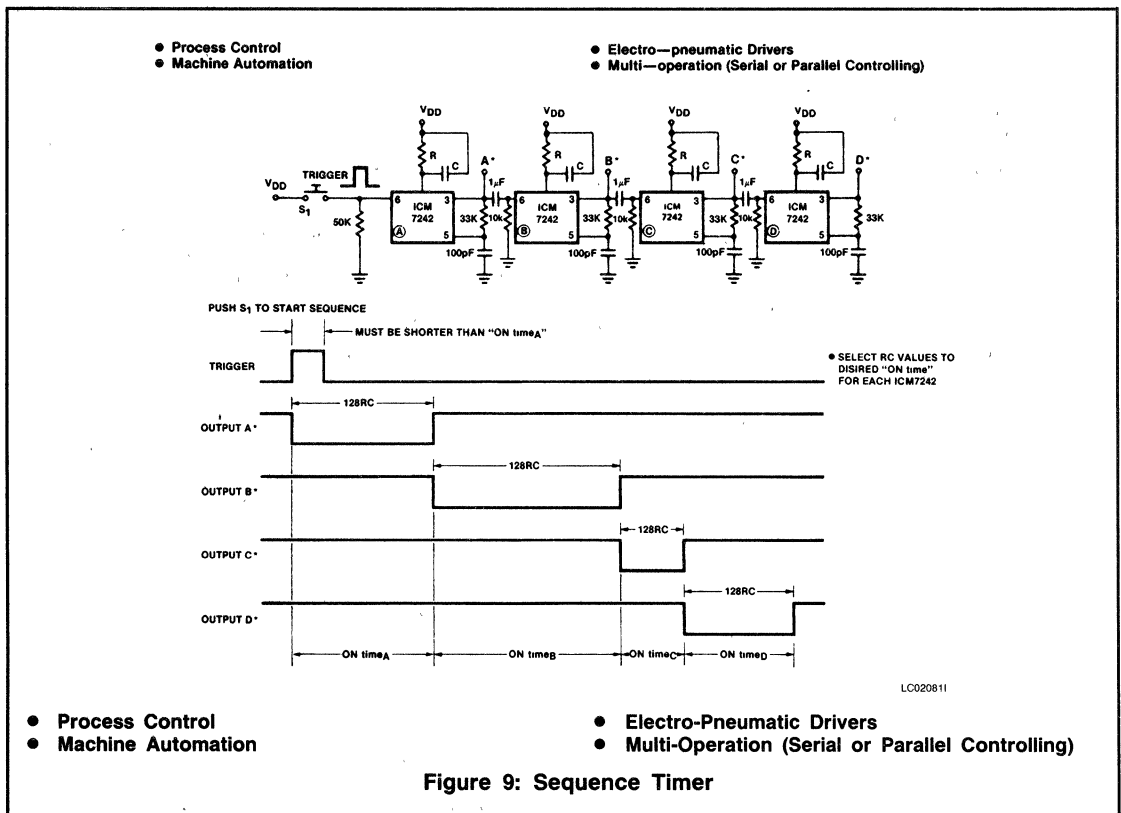 ● Process Control
● Machine Automation
● Electro—pneumatic Drivers
● Multi—operation (Serial or Parallel Controlling)
VDD VDD VDD VDD
R C R C R C R C
A* B* C* D*
TRIGGER
VDD
S1
50K
6 ICM 7242 3 5 Ⓐ
1μF
33K 10k
100pF
6 ICM 7242 3 5 Ⓑ
1μF
33K 10k
100pF
6 ICM 7242 3 5 Ⓒ
1μF
33K 10k
100pF
6 ICM 7242 3 5 Ⓓ
33K
100pF
PUSH S1 TO START SEQUENCE
MUST BE SHORTER THAN "ON timeA"
TRIGGER
● SELECT RC VALUES TO
DISIRED "ON time"
FOR EACH ICM7242
128RC
OUTPUT A*
128RC
OUTPUT B*
128RC
OUTPUT C*
128RC
OUTPUT D*
ON timeA ON timeB ON timeC ON timeD
LC02081I
● Process Control
● Machine Automation
● Electro-Pneumatic Drivers
● Multi-Operation (Serial or Parallel Controlling)
Figure 9: Sequence Timer